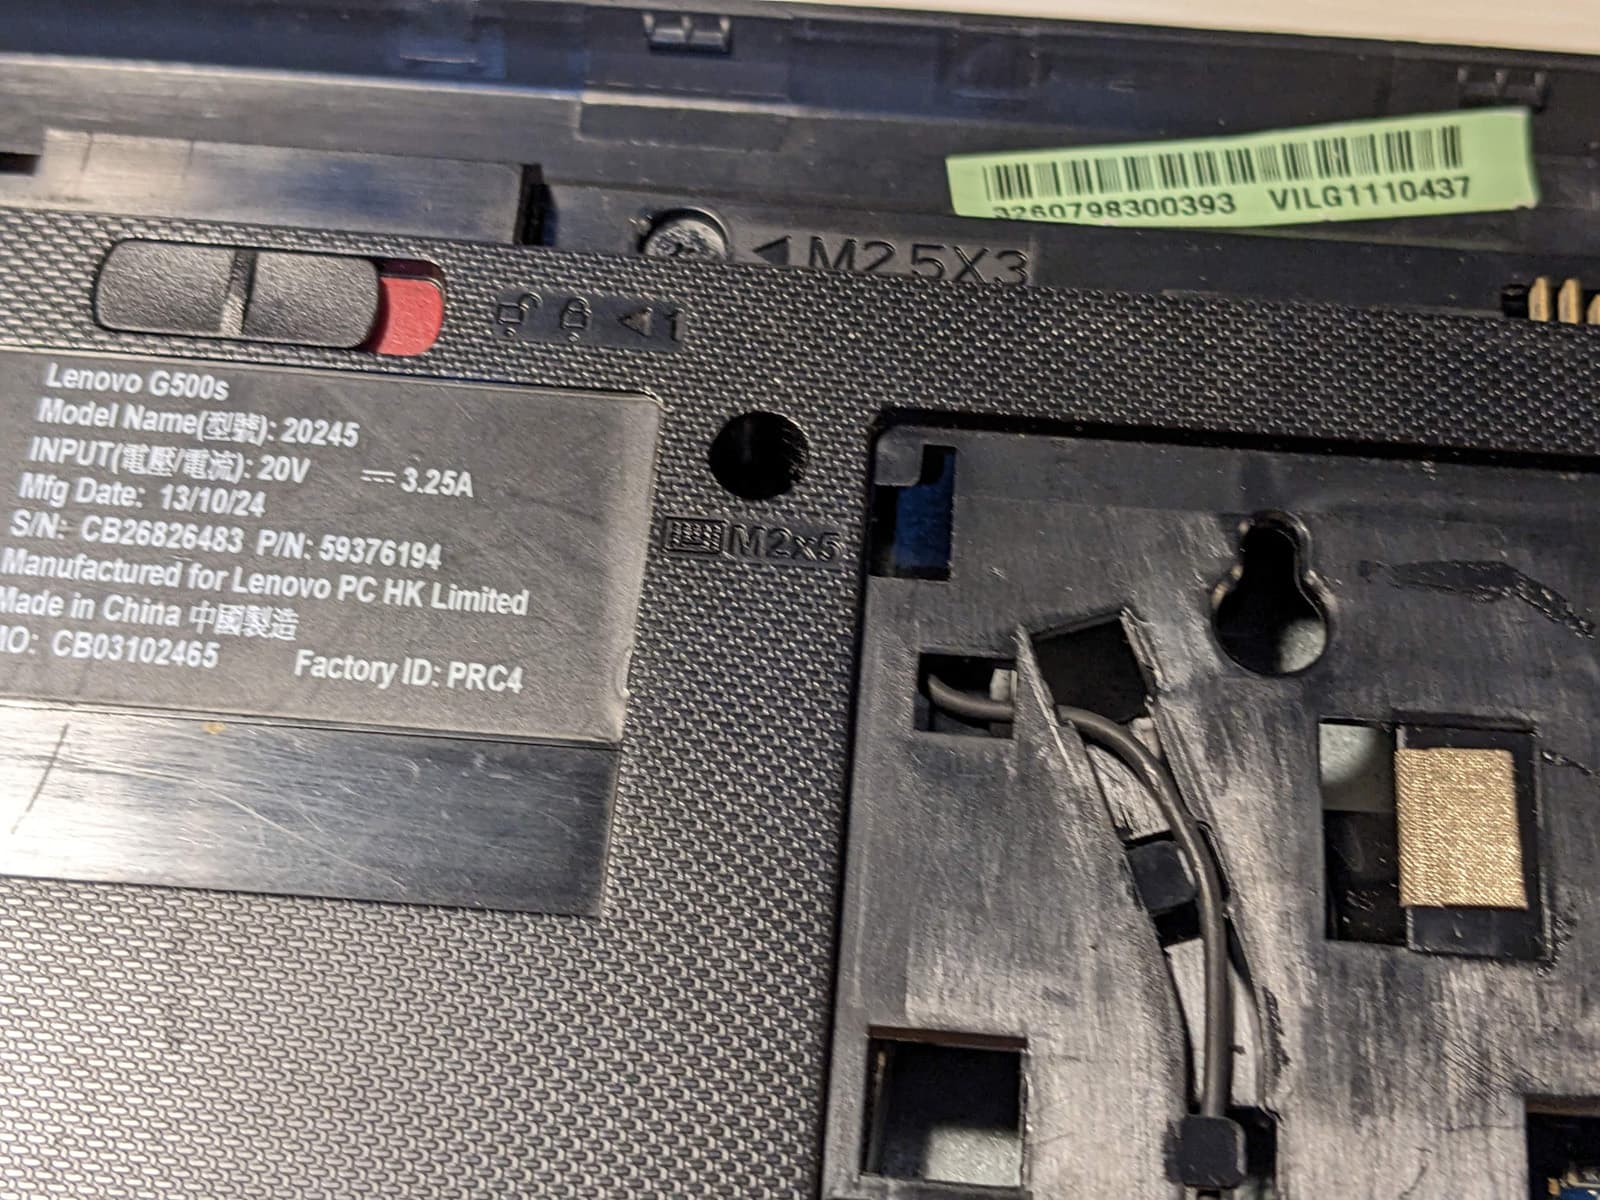 3260798300393 VILG1110437
◀M2.5X3
◁1
Lenovo G500s
Model Name(型號): 20245
INPUT(電壓/電流): 20V ⎓ 3.25A
Mfg Date: 13/10/24
S/N: CB26826483 P/N: 59376194
Manufactured for Lenovo PC HK Limited
Made in China 中國製造
MO: CB03102465 Factory ID: PRC4
M2x5